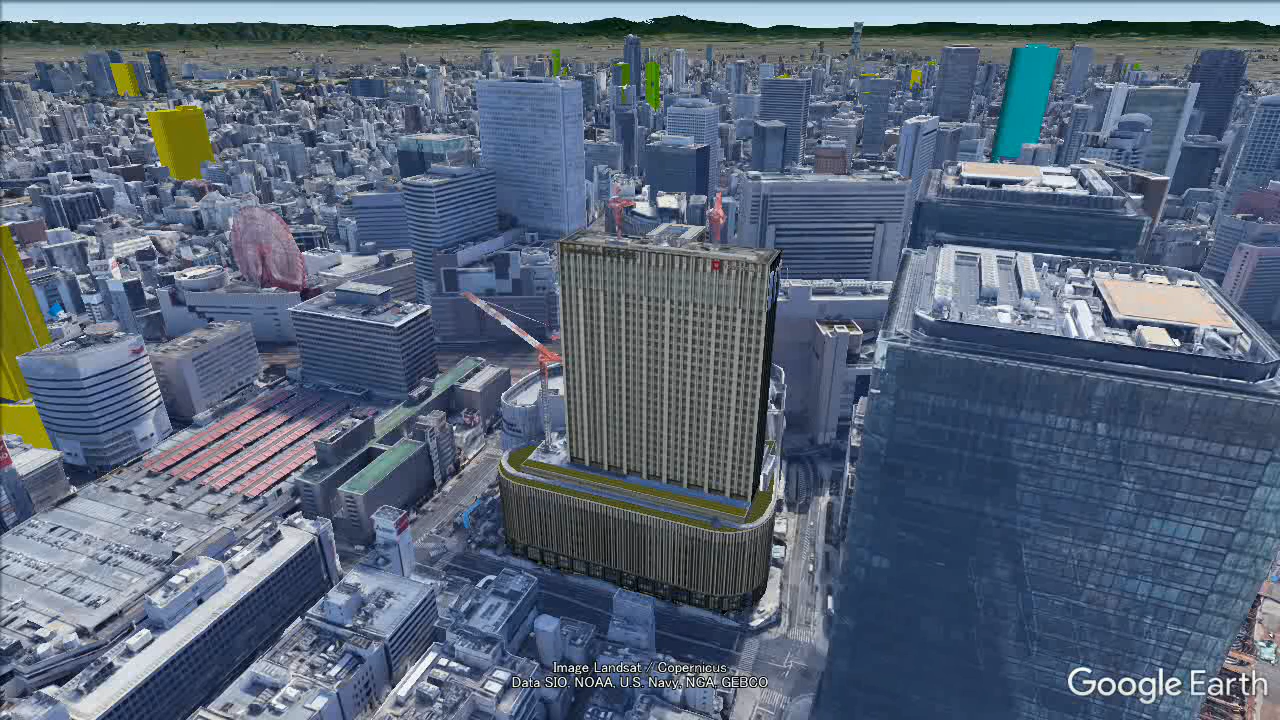 Image Landsat / Copernicus
Data SIO, NOAA, U.S. Navy, NGA, GEBCO
Google Earth